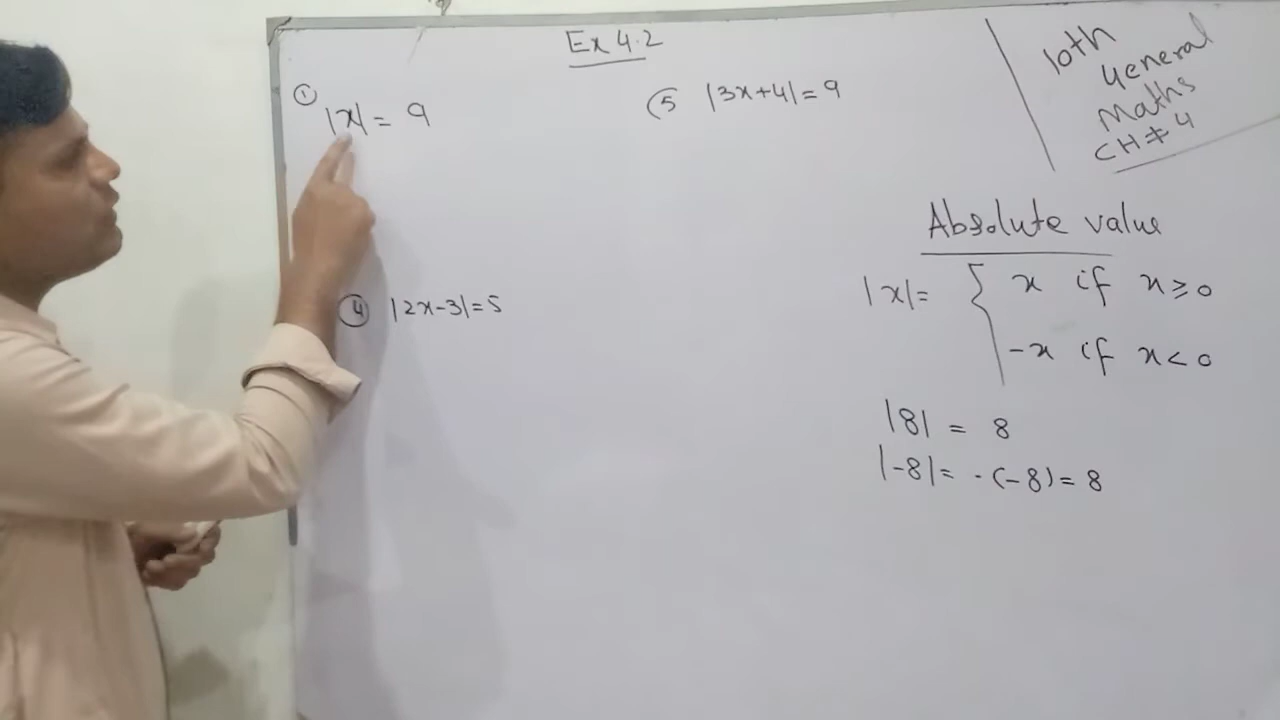 Ex 4.2
① |x| = 9
(5 |3x+4| = 9
④ |2x-3| = 5
10th
General
Maths
CH # 4
Absolute value
|x| = { x if x ≥ 0
-x if x < 0
|8| = 8
|-8| = -(-8) = 8